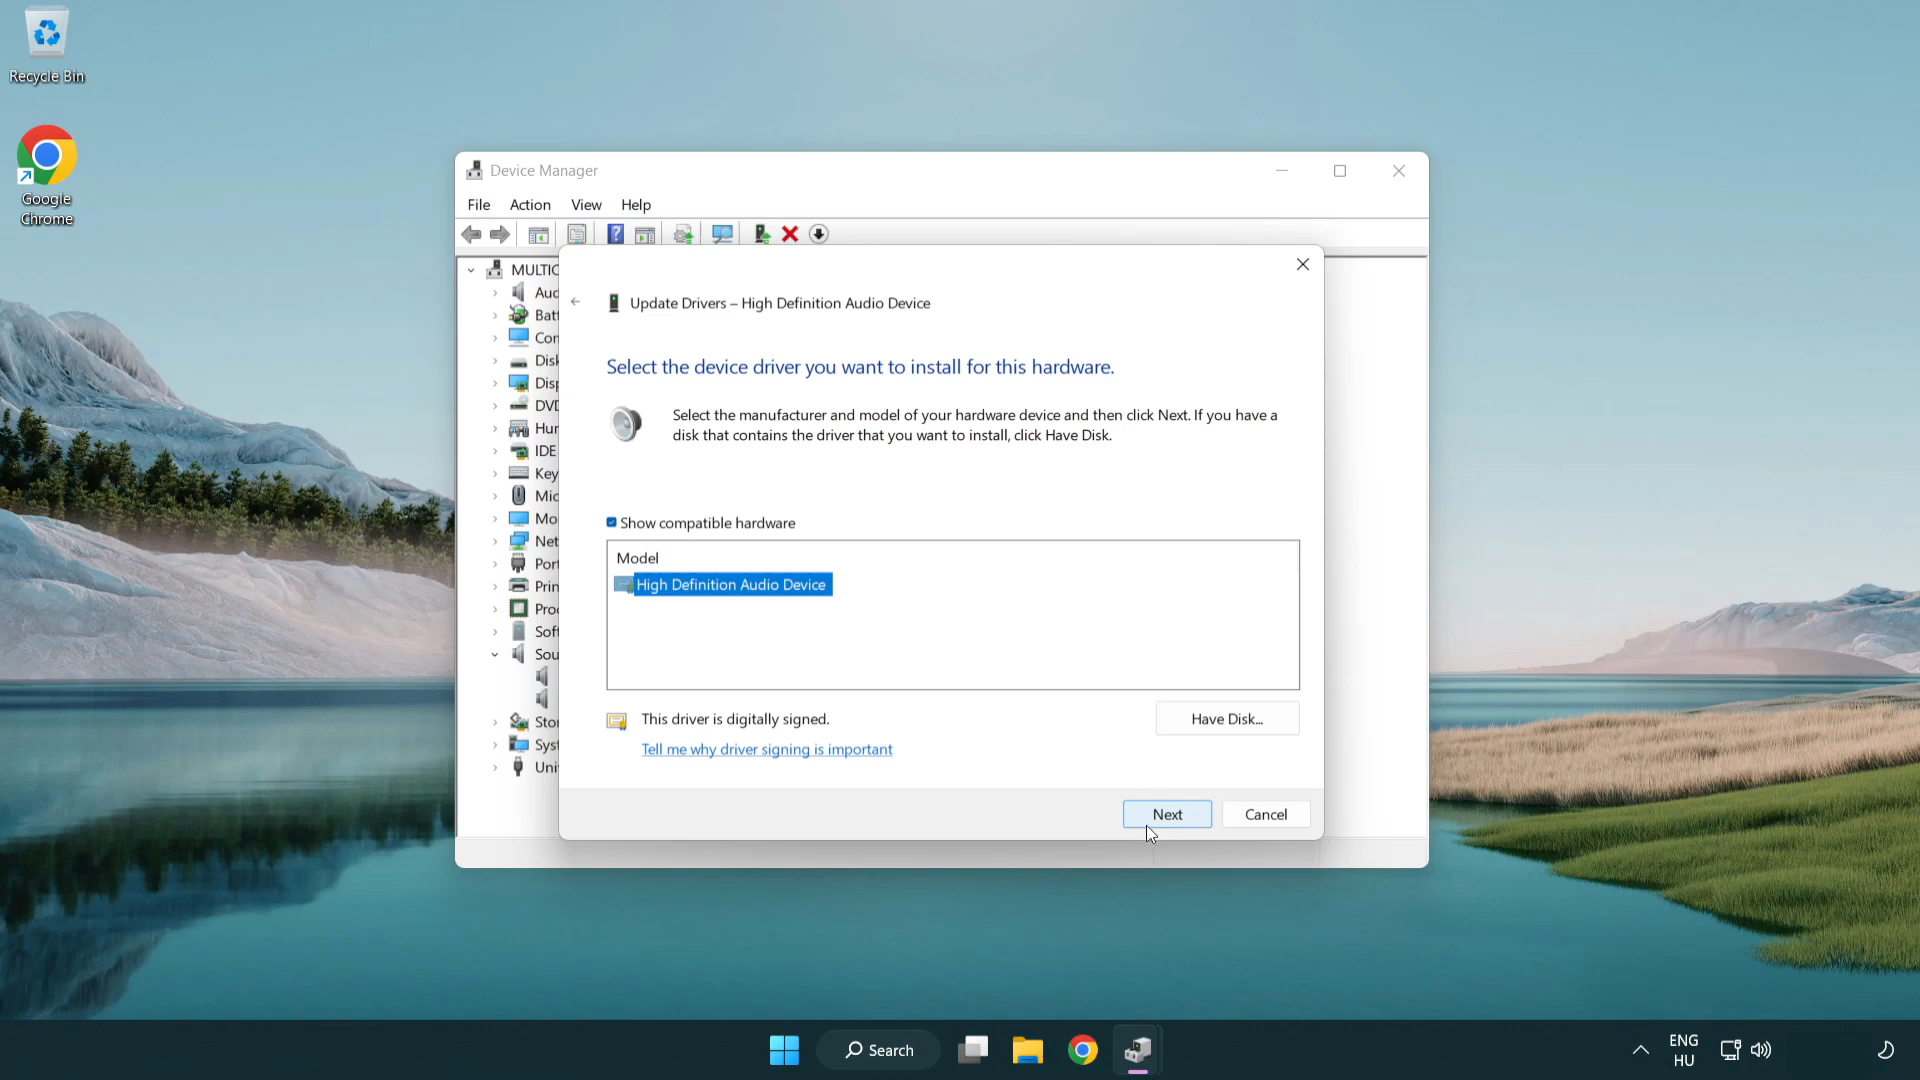 Recycle Bin
Google
Chrome
Device Manager
File Action View Help
Update Drivers – High Definition Audio Device
Select the device driver you want to install for this hardware.
Select the manufacturer and model of your hardware device and then click Next. If you have a
disk that contains the driver that you want to install, click Have Disk.
Show compatible hardware
Model
High Definition Audio Device
This driver is digitally signed.
Have Disk...
Tell me why driver signing is important
Next
Cancel
MULTIC
Aud
Batt
Con
Disk
Disp
DVD
Hum
IDE
Key
Mic
Mo
Net
Port
Prin
Proc
Soft
Sou
Stor
Syst
Uni
Search
ENG
HU